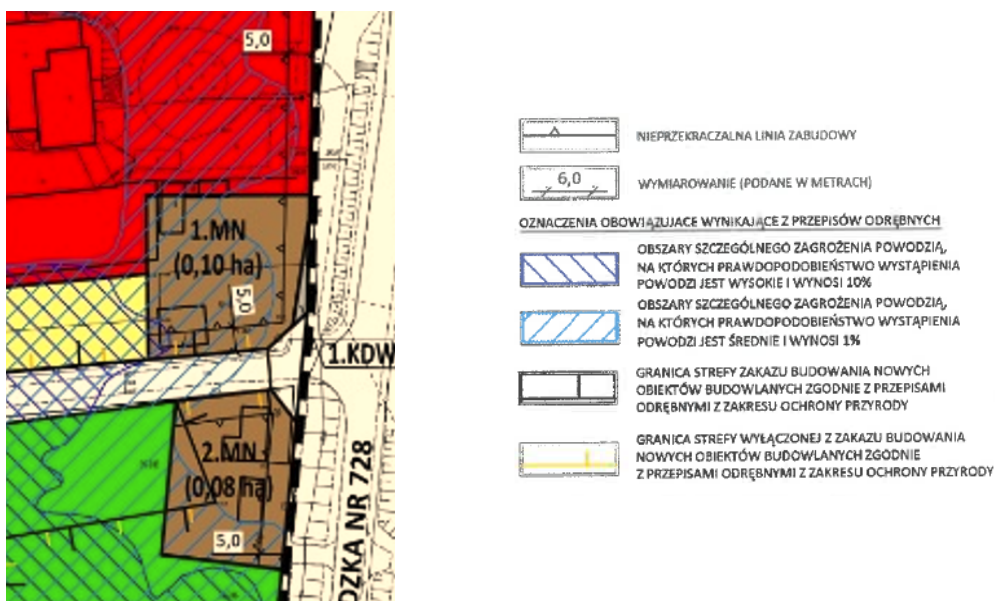 5,0
1.MN
(0,10 ha)
5,0
1.KDW
2.MN
(0,08 ha)
5,0
OZKA NR 728
NIEPRZEKRACZALNA LINIA ZABUDOWY
6,0
WYMIAROWANIE (PODANE W METRACH)
OZNACZENIA OBOWIĄZUJACE WYNIKAJĄCE Z PRZEPISÓW ODRĘBNYCH
OBSZARY SZCZEGÓLNEGO ZAGROŻENIA POWODZIĄ,
NA KTÓRYCH PRAWDOPODOBIEŃSTWO WYSTĄPIENIA
POWODZI JEST WYSOKIE I WYNOSI 10%
OBSZARY SZCZEGÓLNEGO ZAGROŻENIA POWODZIĄ,
NA KTÓRYCH PRAWDOPODOBIEŃSTWO WYSTĄPIENIA
POWODZI JEST ŚREDNIE I WYNOSI 1%
GRANICA STREFY ZAKAZU BUDOWANIA NOWYCH
OBIEKTÓW BUDOWLANYCH ZGODNIE Z PRZEPISAMI
ODRĘBNYMI Z ZAKRESU OCHRONY PRZYRODY
GRANICA STREFY WYŁĄCZONEJ Z ZAKAZU BUDOWANIA
NOWYCH OBIEKTÓW BUDOWLANYCH ZGODNIE
Z PRZEPISAMI ODRĘBNYMI Z ZAKRESU OCHRONY PRZYRODY